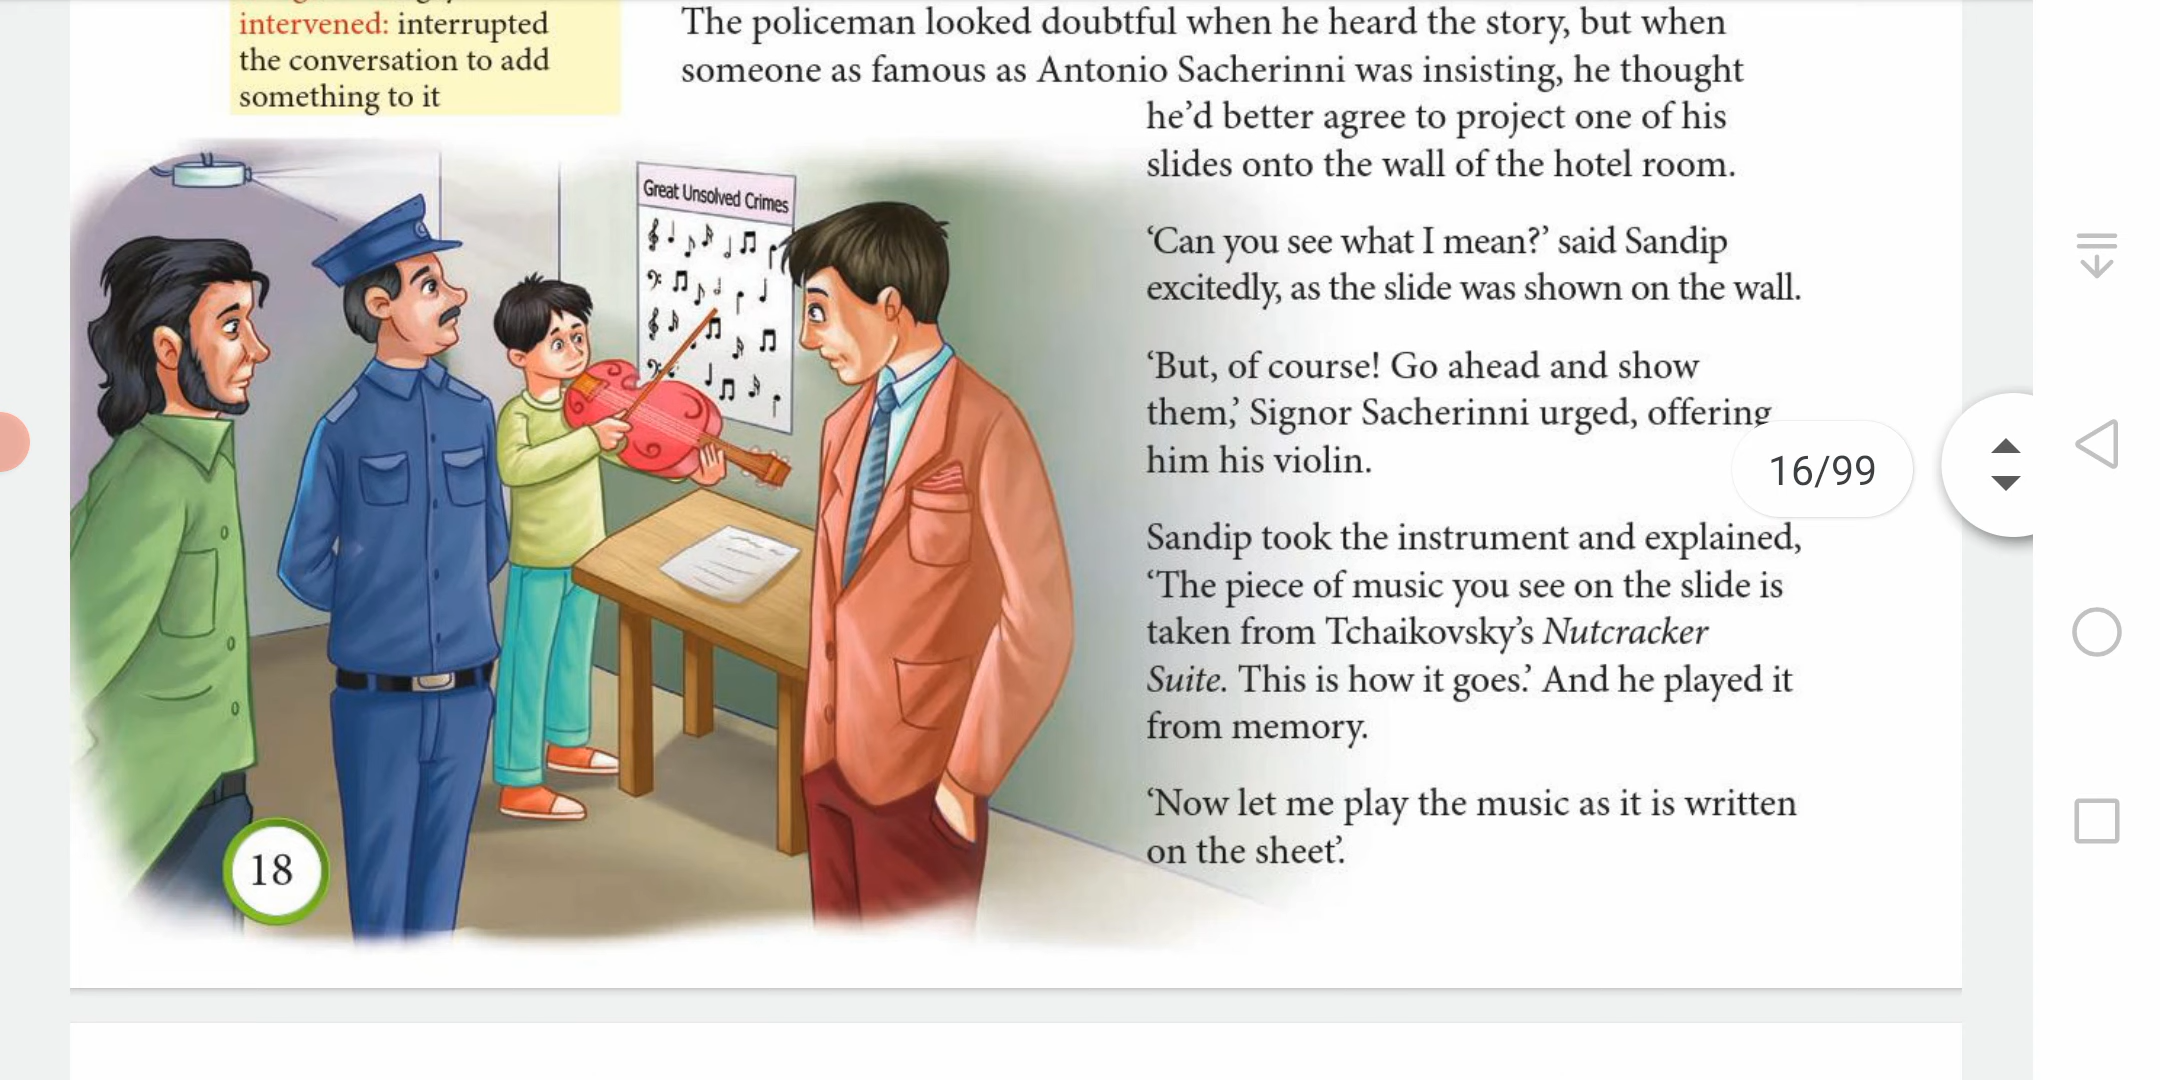 intervened: interrupted
the conversation to add
something to it
The policeman looked doubtful when he heard the story, but when
someone as famous as Antonio Sacherinni was insisting, he thought
he’d better agree to project one of his
slides onto the wall of the hotel room.
Great Unsolved Crimes
‘Can you see what I mean?’ said Sandip
excitedly, as the slide was shown on the wall.
‘But, of course! Go ahead and show
them,’ Signor Sacherinni urged, offering
him his violin.
16/99
Sandip took the instrument and explained,
‘The piece of music you see on the slide is
taken from Tchaikovsky’s Nutcracker
Suite. This is how it goes.’ And he played it
from memory.
‘Now let me play the music as it is written
on the sheet’.
18